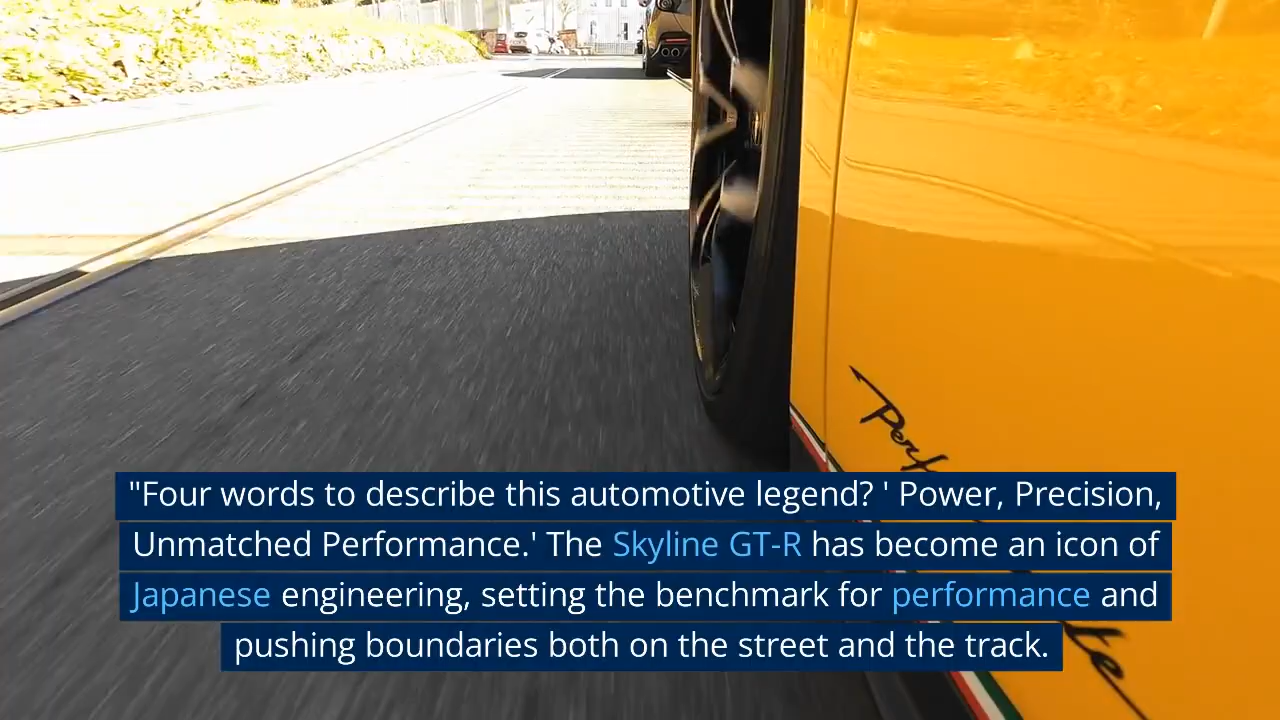 "Four words to describe this automotive legend? ' Power, Precision,
Unmatched Performance.' The Skyline GT-R has become an icon of
Japanese engineering, setting the benchmark for performance and
pushing boundaries both on the street and the track.